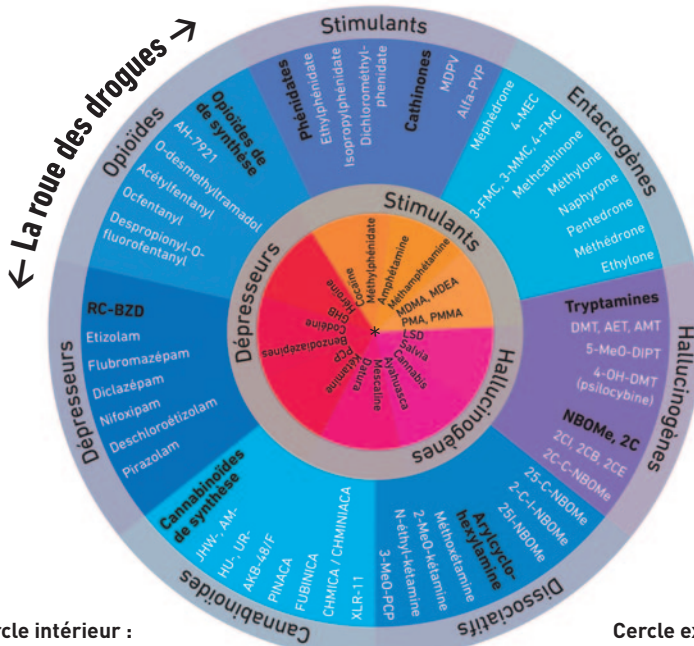 ← La roue des drogues →
Stimulants
Phénidates
Ethylphénidate
Isopropylphénidate
Dichlorométhyl-
phenidate
Cathinones
MDPV
Alfa-PVP
Entactogènes
Méphédrone
4-MEC
3-FMC, 3-MMC, 4-FMC
Methcathinone
Méthylone
Naphyrone
Pentedrone
Méthédrone
Ethylone
Hallucinogènes
Tryptamines
DMT, AET, AMT
5-MeO-DIPT
4-OH-DMT
(psilocybine)
NBOMe, 2C
2CI, 2CB, 2CE
2C-C-NBOMe
Dissociatifs
25-C-NBOMe
2-C-I-NBOMe
25I-NBOMe
Arylcyclo-
hexylamine
Méthoxétamine
2-MeO-kétamine
N-éthyl-kétamine
3-MeO-PCP
Cannabinoïdes
Cannabinoïdes
de synthèse
JHW-, AM-
HU-, UR-
AKB-48/F
PINACA
FUBINICA
CHMICA / CHMINIACA
XLR-11
Dépresseurs
RC-BZD
Etizolam
Flubromazépam
Diclazépam
Nifoxipam
Deschloroétizolam
Pirazolam
Opioïdes
Opioïdes de
de synthèse
AH-7921
O-desmethyltramadol
Acétylfentanyl
Ocfentanyl
Despropionyl-O-
fluorofentanyl
Stimulants
Cocaïne
Méthylphénidate
Amphétamine
Méthamphétamine
MDMA, MDEA
PMA, PMMA
Hallucinogènes
LSD
Salvia
Cannabis
Ayahuasca
Mescaline
Datura
Kétamine
PCP
Dépresseurs
Benzodiazépines
Codéine
GHB
Héroïne
*
rcle intérieur :
Cercle ex